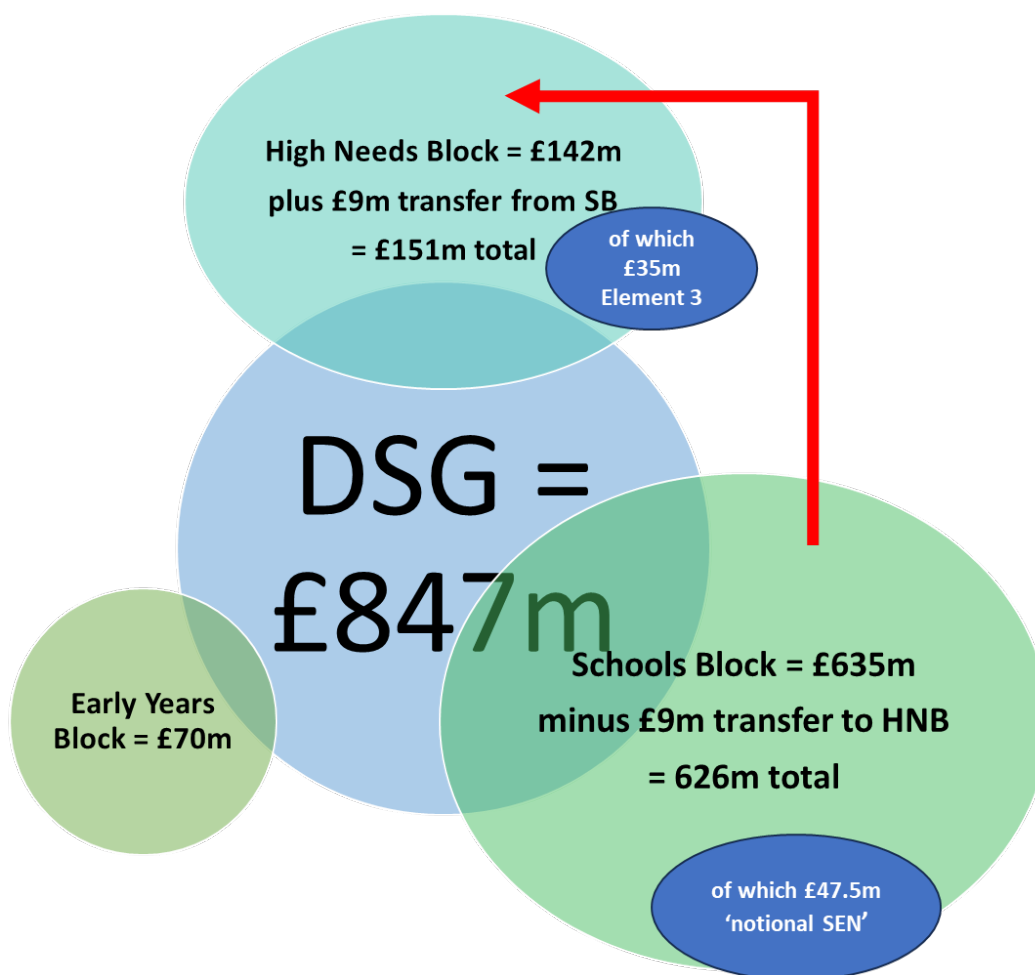 High Needs Block = £142m
plus £9m transfer from SB
= £151m total
of which
£35m
Element 3
DSG =
£847m
Early Years
Block = £70m
Schools Block = £635m
minus £9m transfer to HNB
= 626m total
of which £47.5m
‘notional SEN’